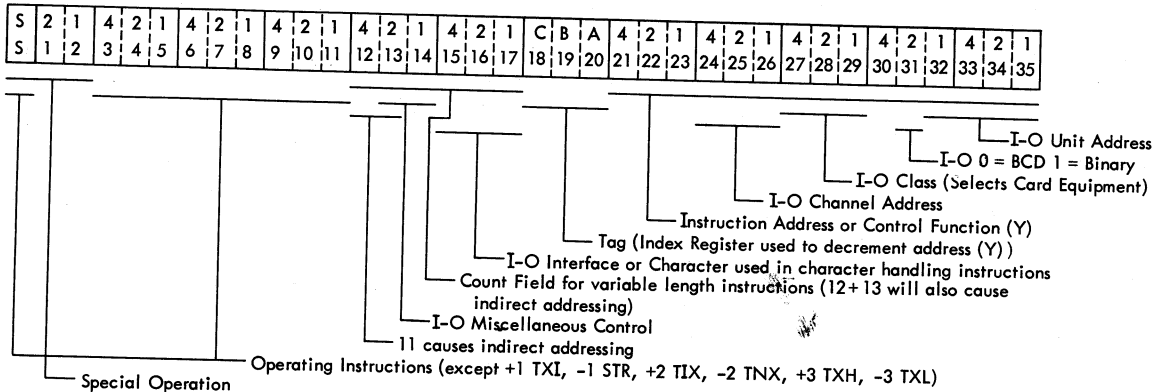 S 2 1 4 2 1 4 2 1 4 2 1 4 2 1 4 2 1 C B A 4 2 1 4 2 1 4 2 1 4 2 1 4 2 1
S 1 2 3 4 5 6 7 8 9 10 11 12 13 14 15 16 17 18 19 20 21 22 23 24 25 26 27 28 29 30 31 32 33 34 35
I-O Unit Address
I-O 0 = BCD 1 = Binary
I-O Class (Selects Card Equipment)
I-O Channel Address
Instruction Address or Control Function (Y)
Tag (Index Register used to decrement address (Y) )
I-O Interface or Character used in character handling instructions
Count Field for variable length instructions (12+13 will also cause
indirect addressing)
I-O Miscellaneous Control
11 causes indirect addressing
Operating Instructions (except +1 TXI, -1 STR, +2 TIX, -2 TNX, +3 TXH, -3 TXL)
Special Operation